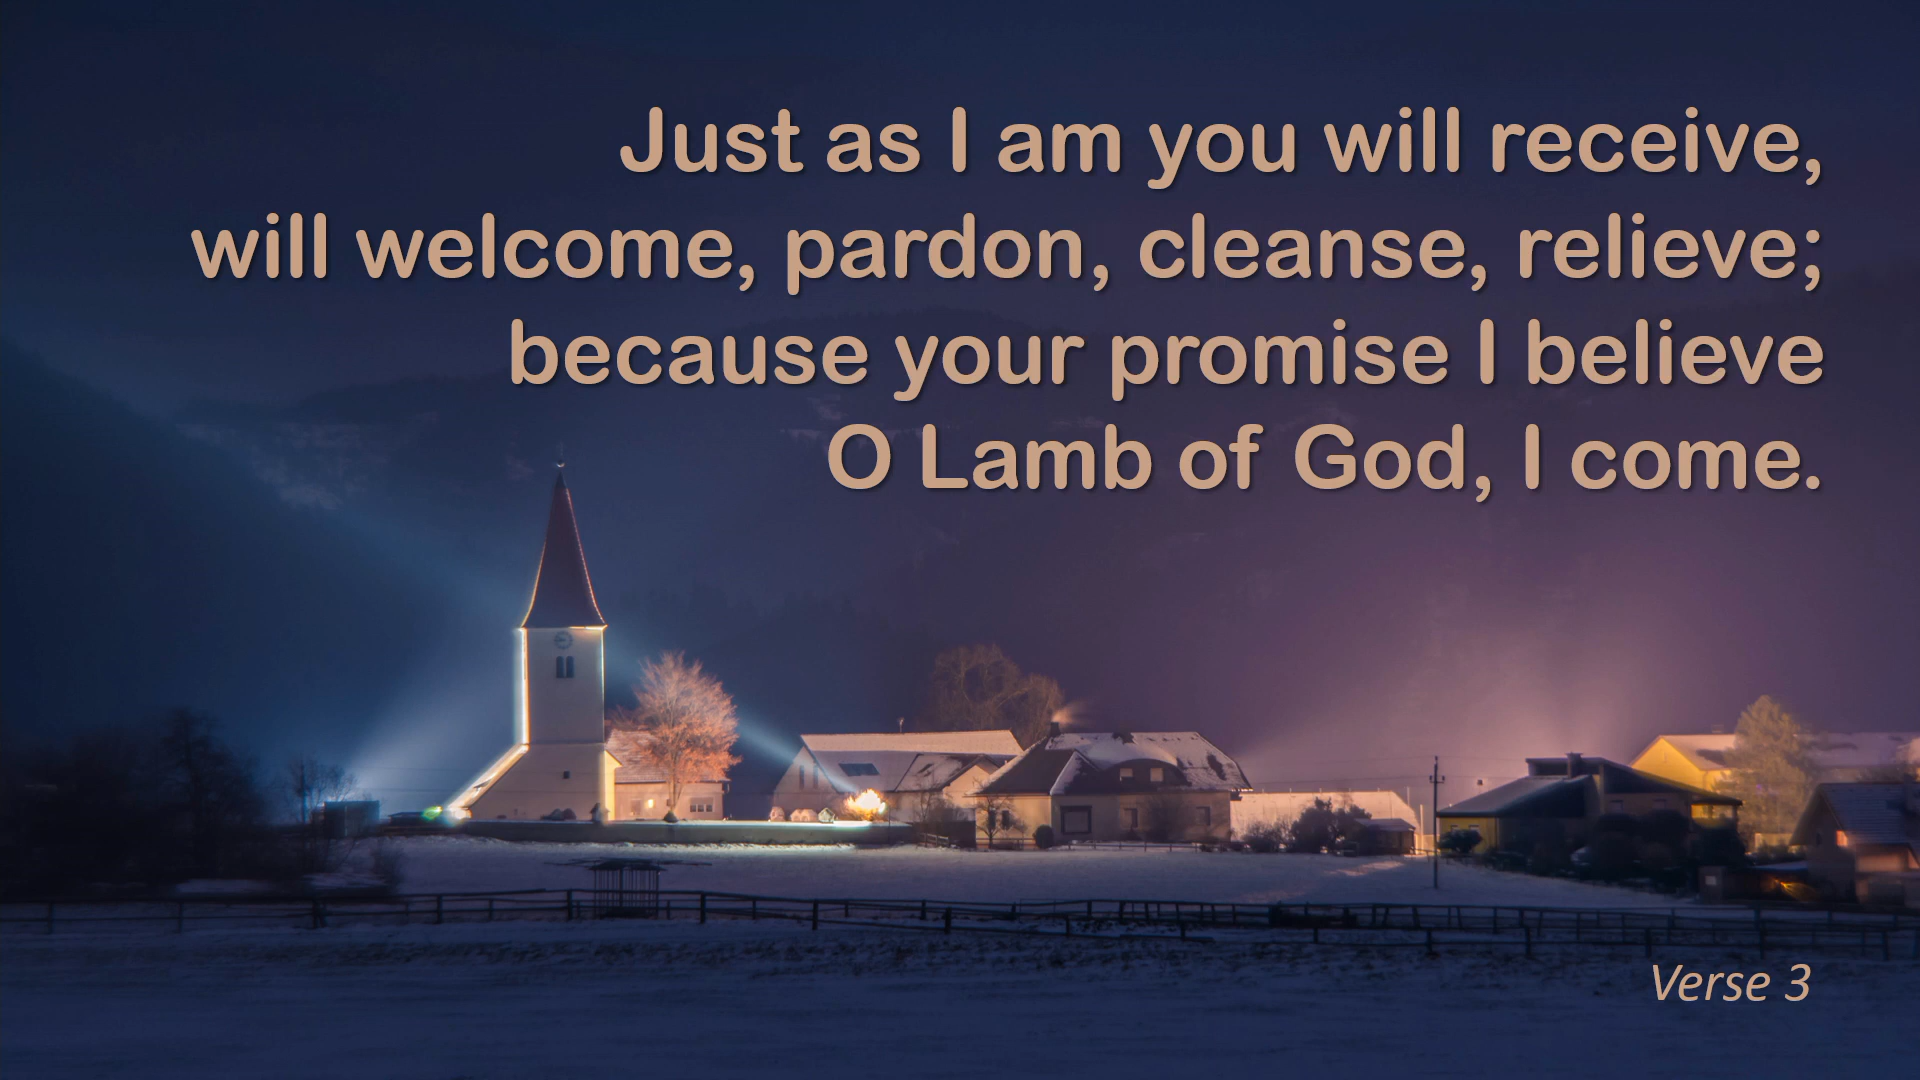 Just as I am you will receive,
will welcome, pardon, cleanse, relieve;
because your promise I believe
O Lamb of God, I come.
Verse 3